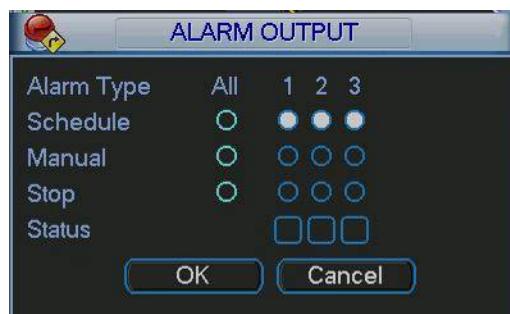 ALARM OUTPUT
Alarm Type All 1 2 3
Schedule
Manual
Stop
Status
OK Cancel